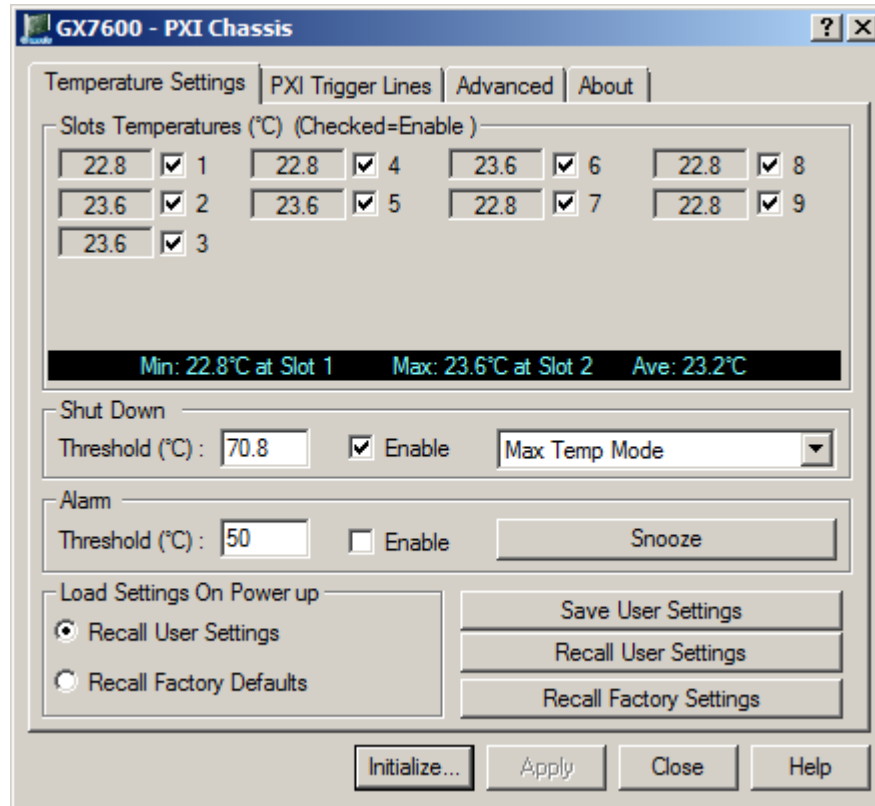 GX7600 - PXI Chassis
Temperature Settings PXI Trigger Lines Advanced About
Slots Temperatures (°C) (Checked=Enable )
22.8 1 22.8 4 23.6 6 22.8 8
23.6 2 23.6 5 22.8 7 22.8 9
23.6 3
Min: 22.8°C at Slot 1 Max: 23.6°C at Slot 2 Ave: 23.2°C
Shut Down
Threshold (°C) : 70.8 Enable Max Temp Mode
Alarm
Threshold (°C) : 50 Enable Snooze
Load Settings On Power up
Recall User Settings
Recall Factory Defaults
Save User Settings
Recall User Settings
Recall Factory Settings
Initialize... Apply Close Help